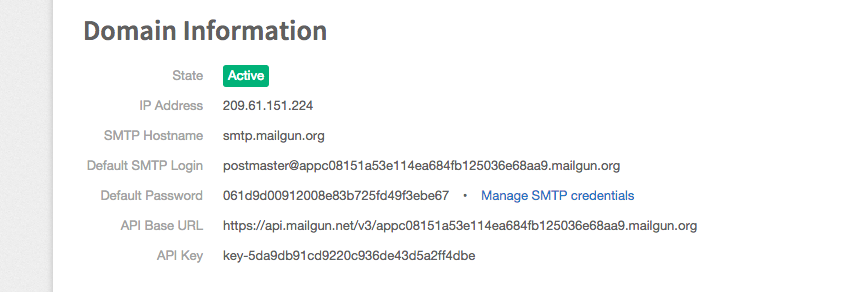 Domain Information
State Active
IP Address 209.61.151.224
SMTP Hostname smtp.mailgun.org
Default SMTP Login postmaster@appc08151a53e114ea684fb125036e68aa9.mailgun.org
Default Password 061d9d00912008e83b725fd49f3ebe67 • Manage SMTP credentials
API Base URL https://api.mailgun.net/v3/appc08151a53e114ea684fb125036e68aa9.mailgun.org
API Key key-5da9db91cd9220c936de43d5a2ff4dbe